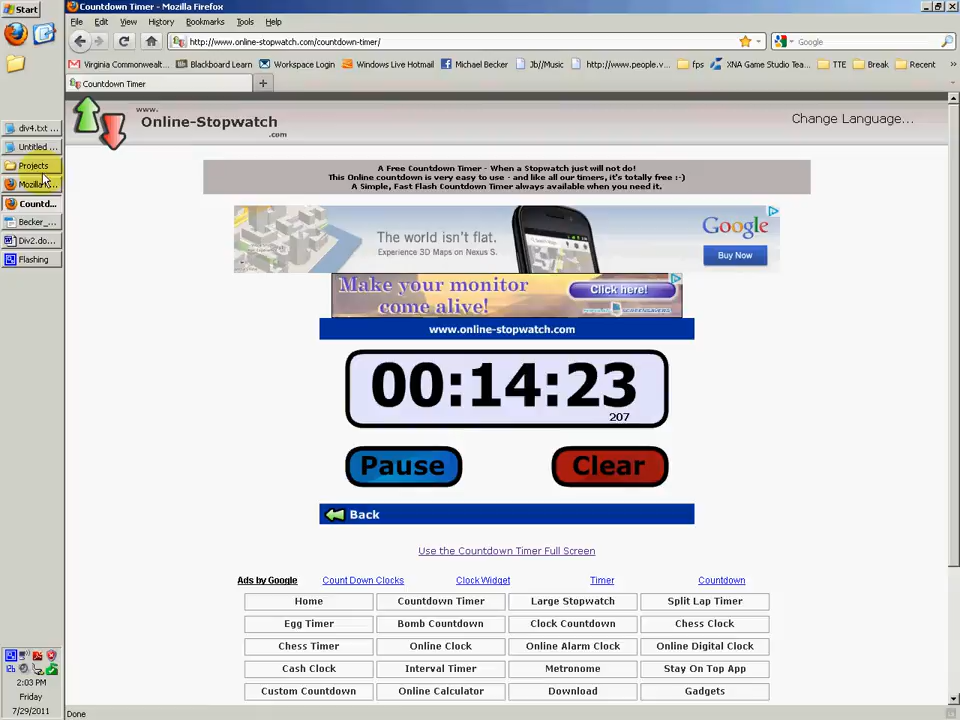 Start
Countdown Timer - Mozilla Firefox
File Edit View History Bookmarks Tools Help
http://www.online-stopwatch.com/countdown-timer/
Google
Virginia Commonwealt... Blackboard Learn Workspace Login Windows Live Hotmail Michael Becker Jb//Music http://www.people.v... fps XNA Game Studio Tea... TTE Break Recent
Countdown Timer
div4.txt ...
Untitled ...
Projects
Mozilla F...
Countd...
Becker_...
Div2.do...
Flashing
www.
Online-Stopwatch
.com
Change Language...
A Free Countdown Timer - When a Stopwatch just will not do!
This Online countdown is very easy to use - and like all our timers, it's totally free :-)
A Simple, Fast Flash Countdown Timer always available when you need it.
The world isn't flat.
Experience 3D Maps on Nexus S.
Google
Buy Now
Make your monitor
come alive!
Click here!
www.online-stopwatch.com
00:14:23
207
Pause Clear
Back
Use the Countdown Timer Full Screen
Ads by Google Count Down Clocks Clock Widget Timer Countdown
Home Countdown Timer Large Stopwatch Split Lap Timer
Egg Timer Bomb Countdown Clock Countdown Chess Clock
Chess Timer Online Clock Online Alarm Clock Online Digital Clock
Cash Clock Interval Timer Metronome Stay On Top App
Custom Countdown Online Calculator Download Gadgets
2:03 PM
Friday
7/29/2011
Done